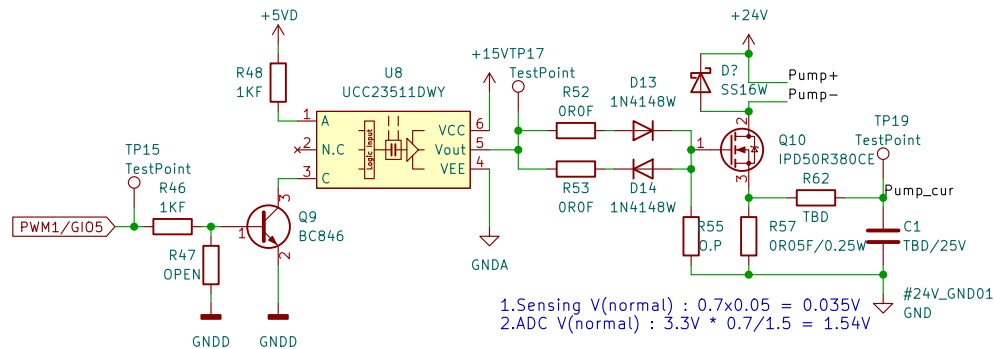 +5VD
R48
1KF
U8
UCC23511DWY
1
A
2
N.C
3
C
Logic Input
VCC
6
Vout
5
VEE
4
+15V
TP17
TestPoint
R52
0R0F
D13
1N4148W
R53
0R0F
D14
1N4148W
+24V
D?
SS16W
Pump+
Pump-
2
1
3
Q10
IPD50R380CE
TP19
TestPoint
R62
TBD
Pump_cur
R55
O.P
R57
0R05F/0.25W
C1
TBD/25V
GNDA
TP15
TestPoint
R46
1KF
PWM1/GIO5
R47
OPEN
1
3
2
Q9
BC846
GNDD
GNDD
#24V_GND01
GND
1.Sensing V(normal) : 0.7x0.05 = 0.035V
2.ADC V(normal) : 3.3V * 0.7/1.5 = 1.54V